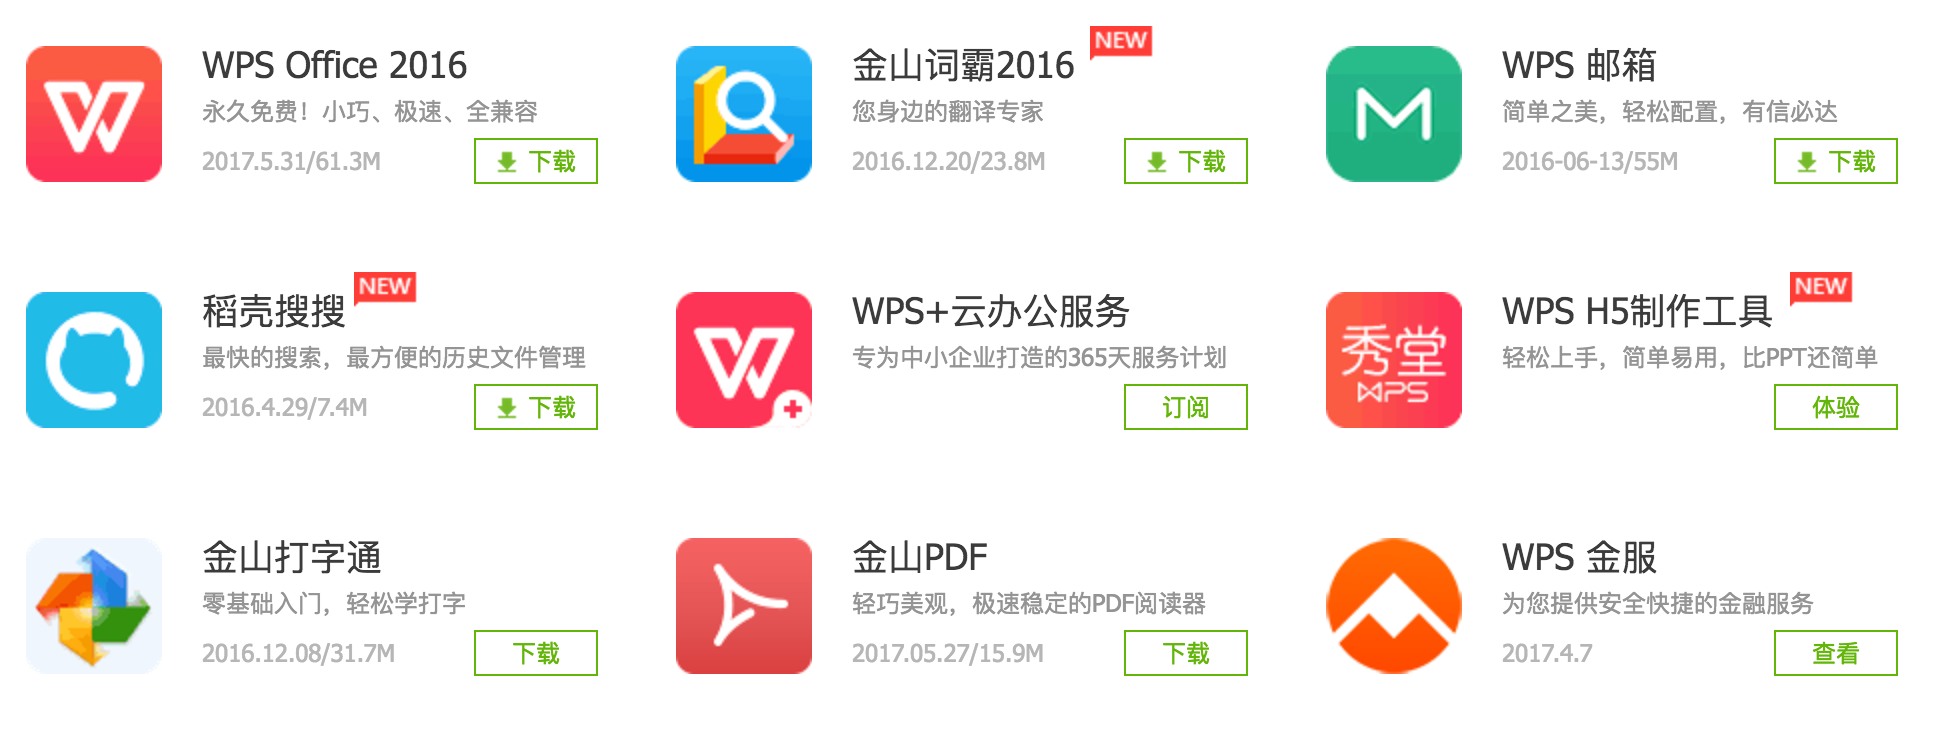 WPS Office 2016
永久免费！小巧、极速、全兼容
2017.5.31/61.3M
下载
金山词霸2016
NEW
您身边的翻译专家
2016.12.20/23.8M
下载
WPS 邮箱
简单之美，轻松配置，有信必达
2016-06-13/55M
下载
稻壳搜搜
NEW
最快的搜索，最方便的历史文件管理
2016.4.29/7.4M
下载
WPS+云办公服务
专为中小企业打造的365天服务计划
订阅
秀堂
WPS
WPS H5制作工具
NEW
轻松上手，简单易用，比PPT还简单
体验
金山打字通
零基础入门，轻松学打字
2016.12.08/31.7M
下载
金山PDF
轻巧美观，极速稳定的PDF阅读器
2017.05.27/15.9M
下载
WPS 金服
为您提供安全快捷的金融服务
2017.4.7
查看